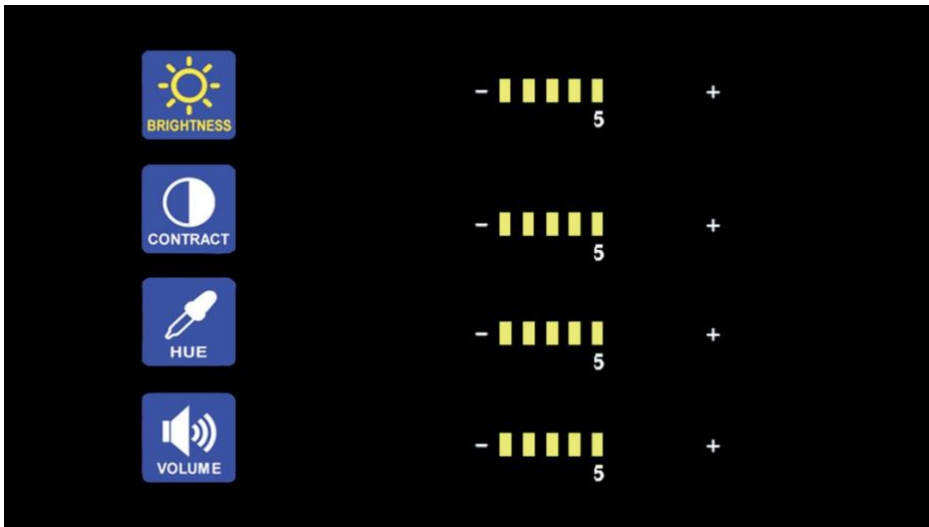 BRIGHTNESS - +
5
CONTRACT - +
5
HUE - +
5
VOLUME - +
5